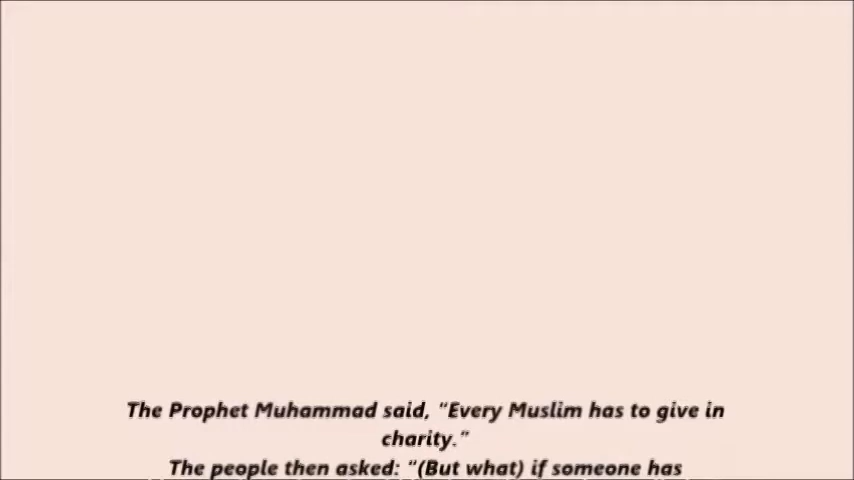 The Prophet Muhammad said, "Every Muslim has to give in
charity."
The people then asked: "(But what) if someone has